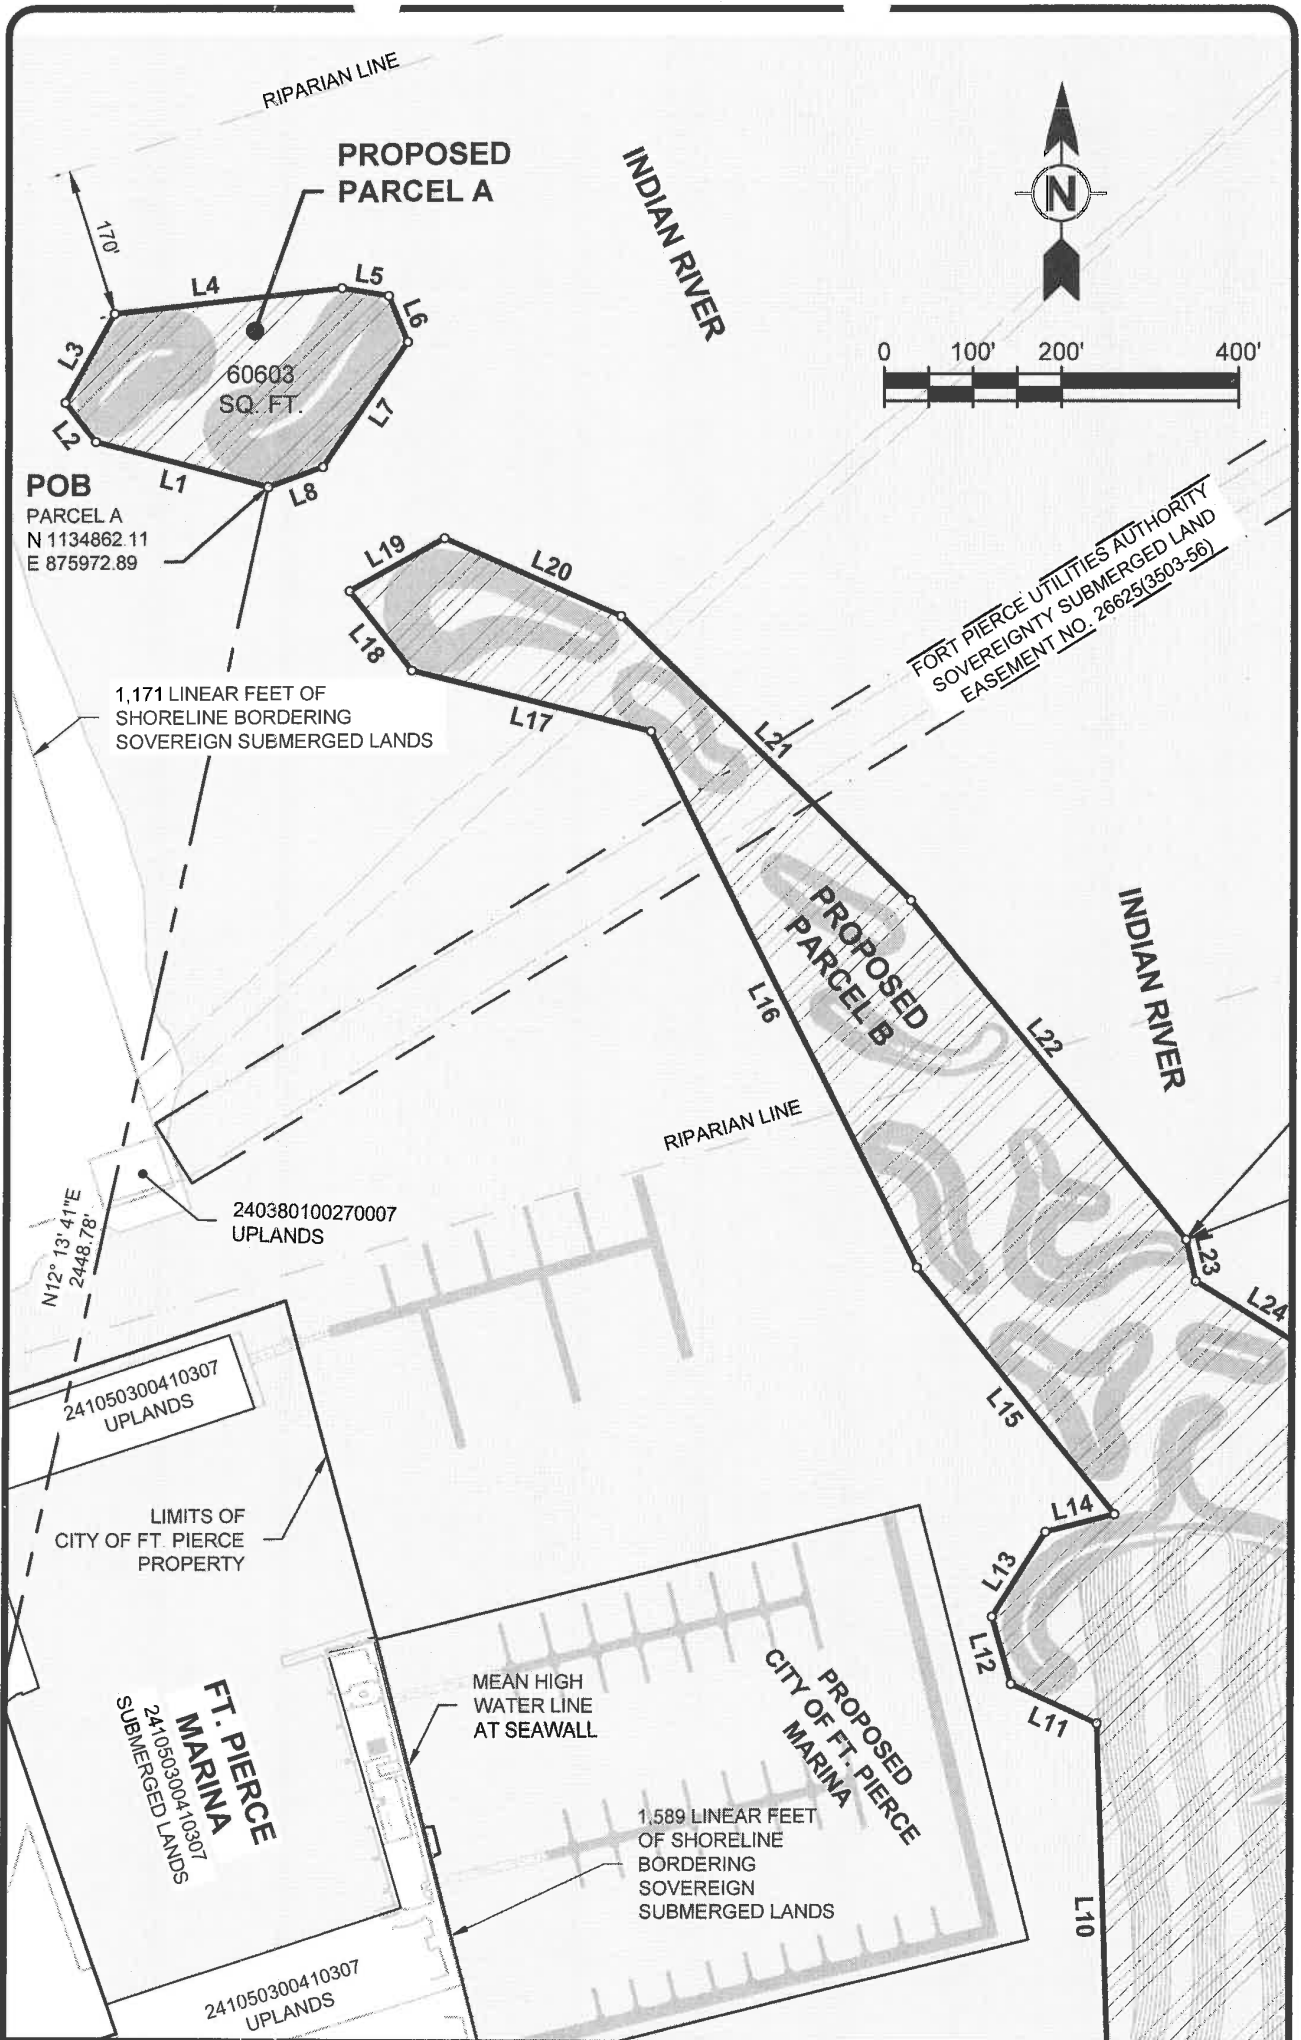 RIPARIAN LINE
PROPOSED
PARCEL A
INDIAN RIVER
N
170'
0 100' 200' 400'
L4
L5
L6
L3
60603
SQ. FT.
L7
L2
L1
L8
POB
PARCEL A
N 1134862.11
E 875972.89
L19
L20
L18
L17
L21
FORT PIERCE UTILITIES AUTHORITY
SOVEREIGNTY SUBMERGED LAND
EASEMENT NO. 26625(3503-56)
1,171 LINEAR FEET OF
SHORELINE BORDERING
SOVEREIGN SUBMERGED LANDS
PROPOSED
PARCEL B
INDIAN RIVER
L16
L22
RIPARIAN LINE
240380100270007
UPLANDS
N12° 13' 41"E
2448.78'
L23
L24
241050300410307
UPLANDS
L15
LIMITS OF
CITY OF FT. PIERCE
PROPERTY
L14
L13
L12
L11
L10
FT. PIERCE
MARINA
241050300410307
SUBMERGED LANDS
MEAN HIGH
WATER LINE
AT SEAWALL
PROPOSED
CITY OF FT. PIERCE
MARINA
1.589 LINEAR FEET
OF SHORELINE
BORDERING
SOVEREIGN
SUBMERGED LANDS
241050300410307
UPLANDS